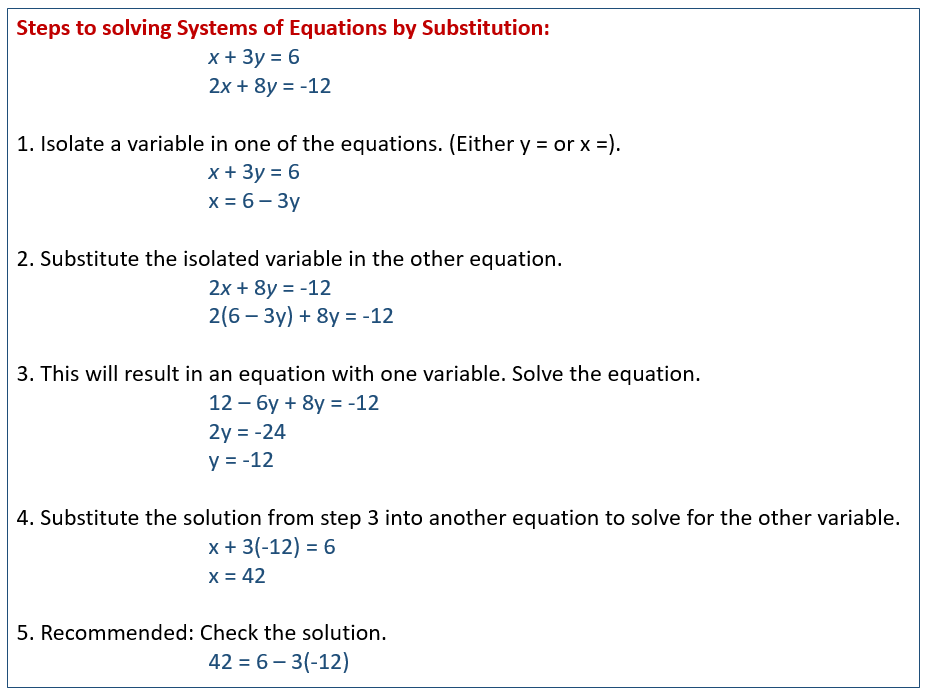 Steps to solving Systems of Equations by Substitution:
x + 3y = 6
2x + 8y = -12
1. Isolate a variable in one of the equations. (Either y = or x =).
x + 3y = 6
x = 6 – 3y
2. Substitute the isolated variable in the other equation.
2x + 8y = -12
2(6 – 3y) + 8y = -12
3. This will result in an equation with one variable. Solve the equation.
12 – 6y + 8y = -12
2y = -24
y = -12
4. Substitute the solution from step 3 into another equation to solve for the other variable.
x + 3(-12) = 6
x = 42
5. Recommended: Check the solution.
42 = 6 – 3(-12)